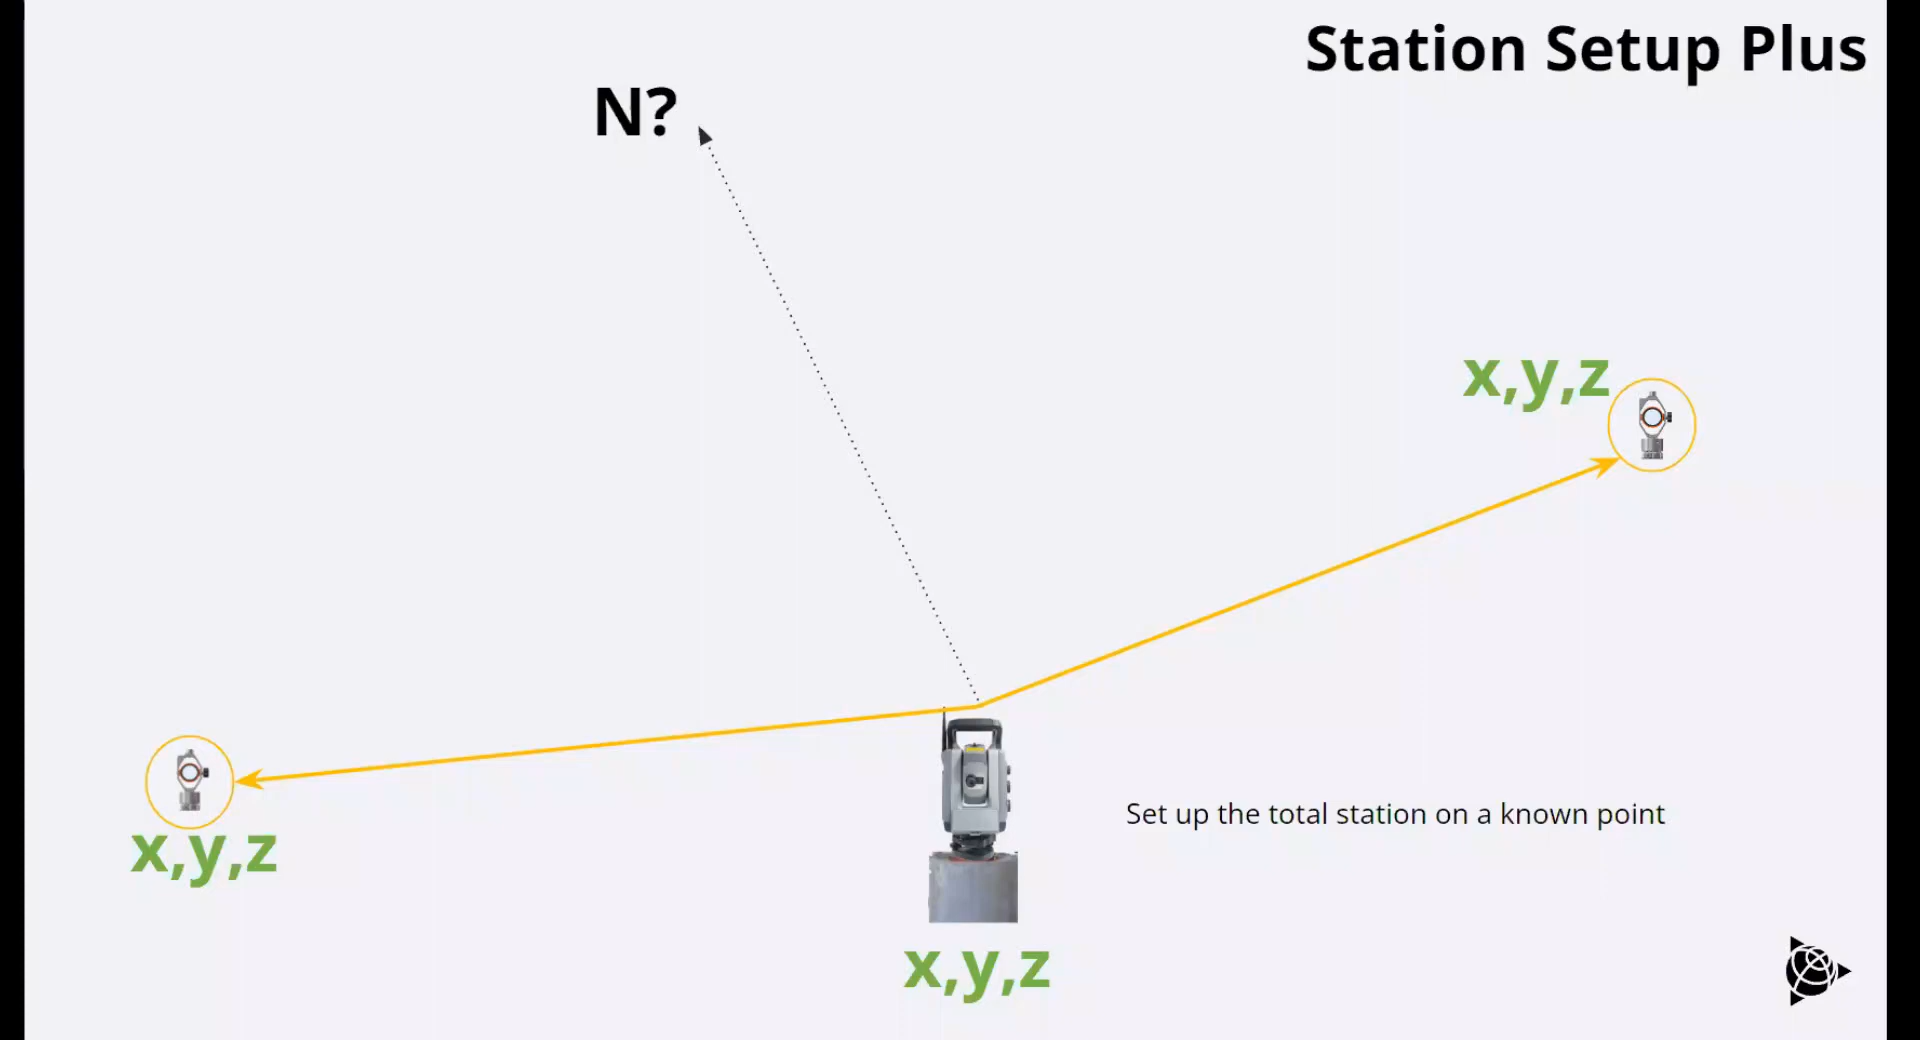 Station Setup Plus
N?
x,y,z
x,y,z
Set up the total station on a known point
x,y,z